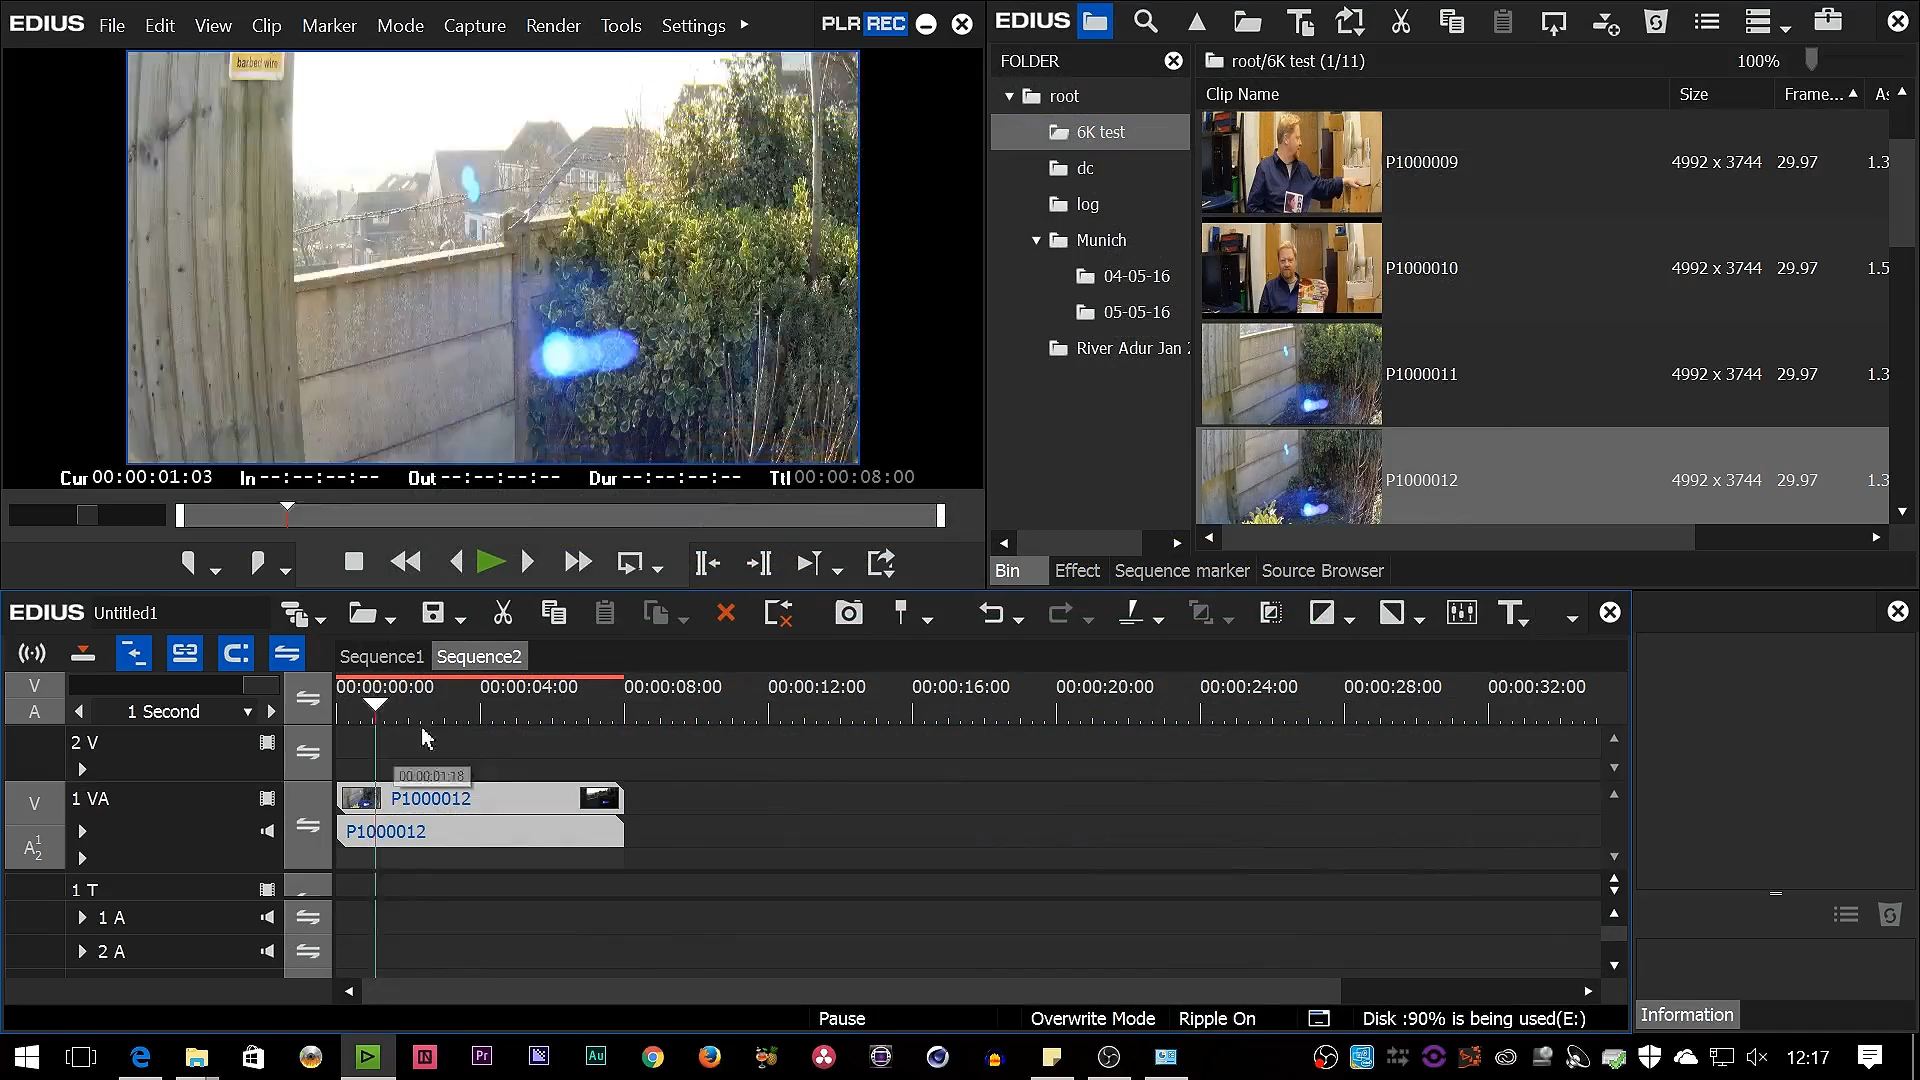 EDIUS File Edit View Clip Marker Mode Capture Render Tools Settings PLR REC
barbed wire
Cur 00:00:01:03 In --:--:--:-- Out --:--:--:-- Dur --:--:--:-- Ttl 00:00:08:00
EDIUS
FOLDER
root
6K test
dc
log
Munich
04-05-16
05-05-16
River Adur Jan
root/6K test (1/11) 100%
Clip Name Size Frame...
P1000009 4992 x 3744 29.97 1.3
P1000010 4992 x 3744 29.97 1.5
P1000011 4992 x 3744 29.97 1.3
P1000012 4992 x 3744 29.97 1.3
Bin Effect Sequence marker Source Browser
EDIUS Untitled1
Sequence1 Sequence2
V
A
1 Second
00:00:00:00 00:00:04:00 00:00:08:00 00:00:12:00 00:00:16:00 00:00:20:00 00:00:24:00 00:00:28:00 00:00:32:00
2 V
00:00:01:18
V 1 VA P1000012
A 1 2 P1000012
1 T
1 A
2 A
Pause Overwrite Mode Ripple On Disk :90% is being used(E:)
Information
Pr Au
12:17